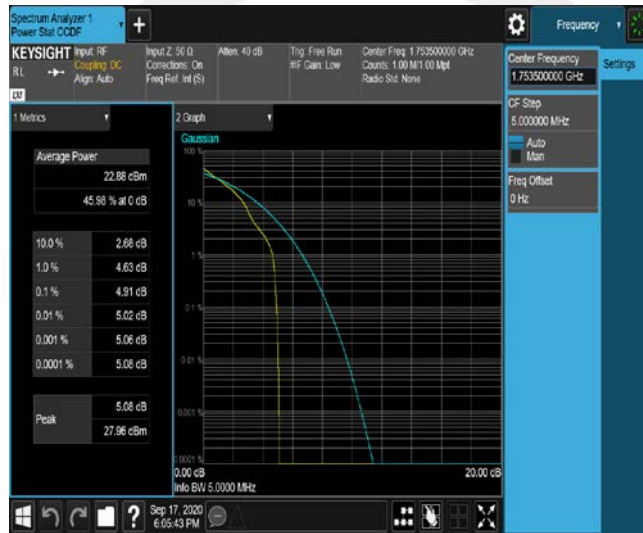 Spectrum Analyzer 1
Power Stat CCDF
Frequency
KEYSIGHT
RL
LXI
Input: RF
Coupling: DC
Align: Auto
Input Z: 50 Ω
Corrections: On
Freq Ref: Int (S)
Atten: 40 dB
Trig: Free Run
#IF Gain: Low
Center Freq: 1.753500000 GHz
Counts: 1.00 M/1.00 Mpt
Radio Std: None
Center Frequency
1.753500000 GHz
Settings
CF Step
5.000000 MHz
Auto
Man
Freq Offset
0 Hz
1 Metrics
Average Power
22.88 dBm
45.98 % at 0 dB
10.0 % 2.68 dB
1.0 % 4.63 dB
0.1 % 4.91 dB
0.01 % 5.02 dB
0.001 % 5.06 dB
0.0001 % 5.08 dB
Peak
5.08 dB
27.96 dBm
2 Graph
Gaussian
100 %
10 %
1 %
0.1 %
0.01 %
0.001 %
0.0001 %
0.00 dB
20.00 dB
Info BW 5.0000 MHz
?
Sep 17, 2020
6:05:43 PM